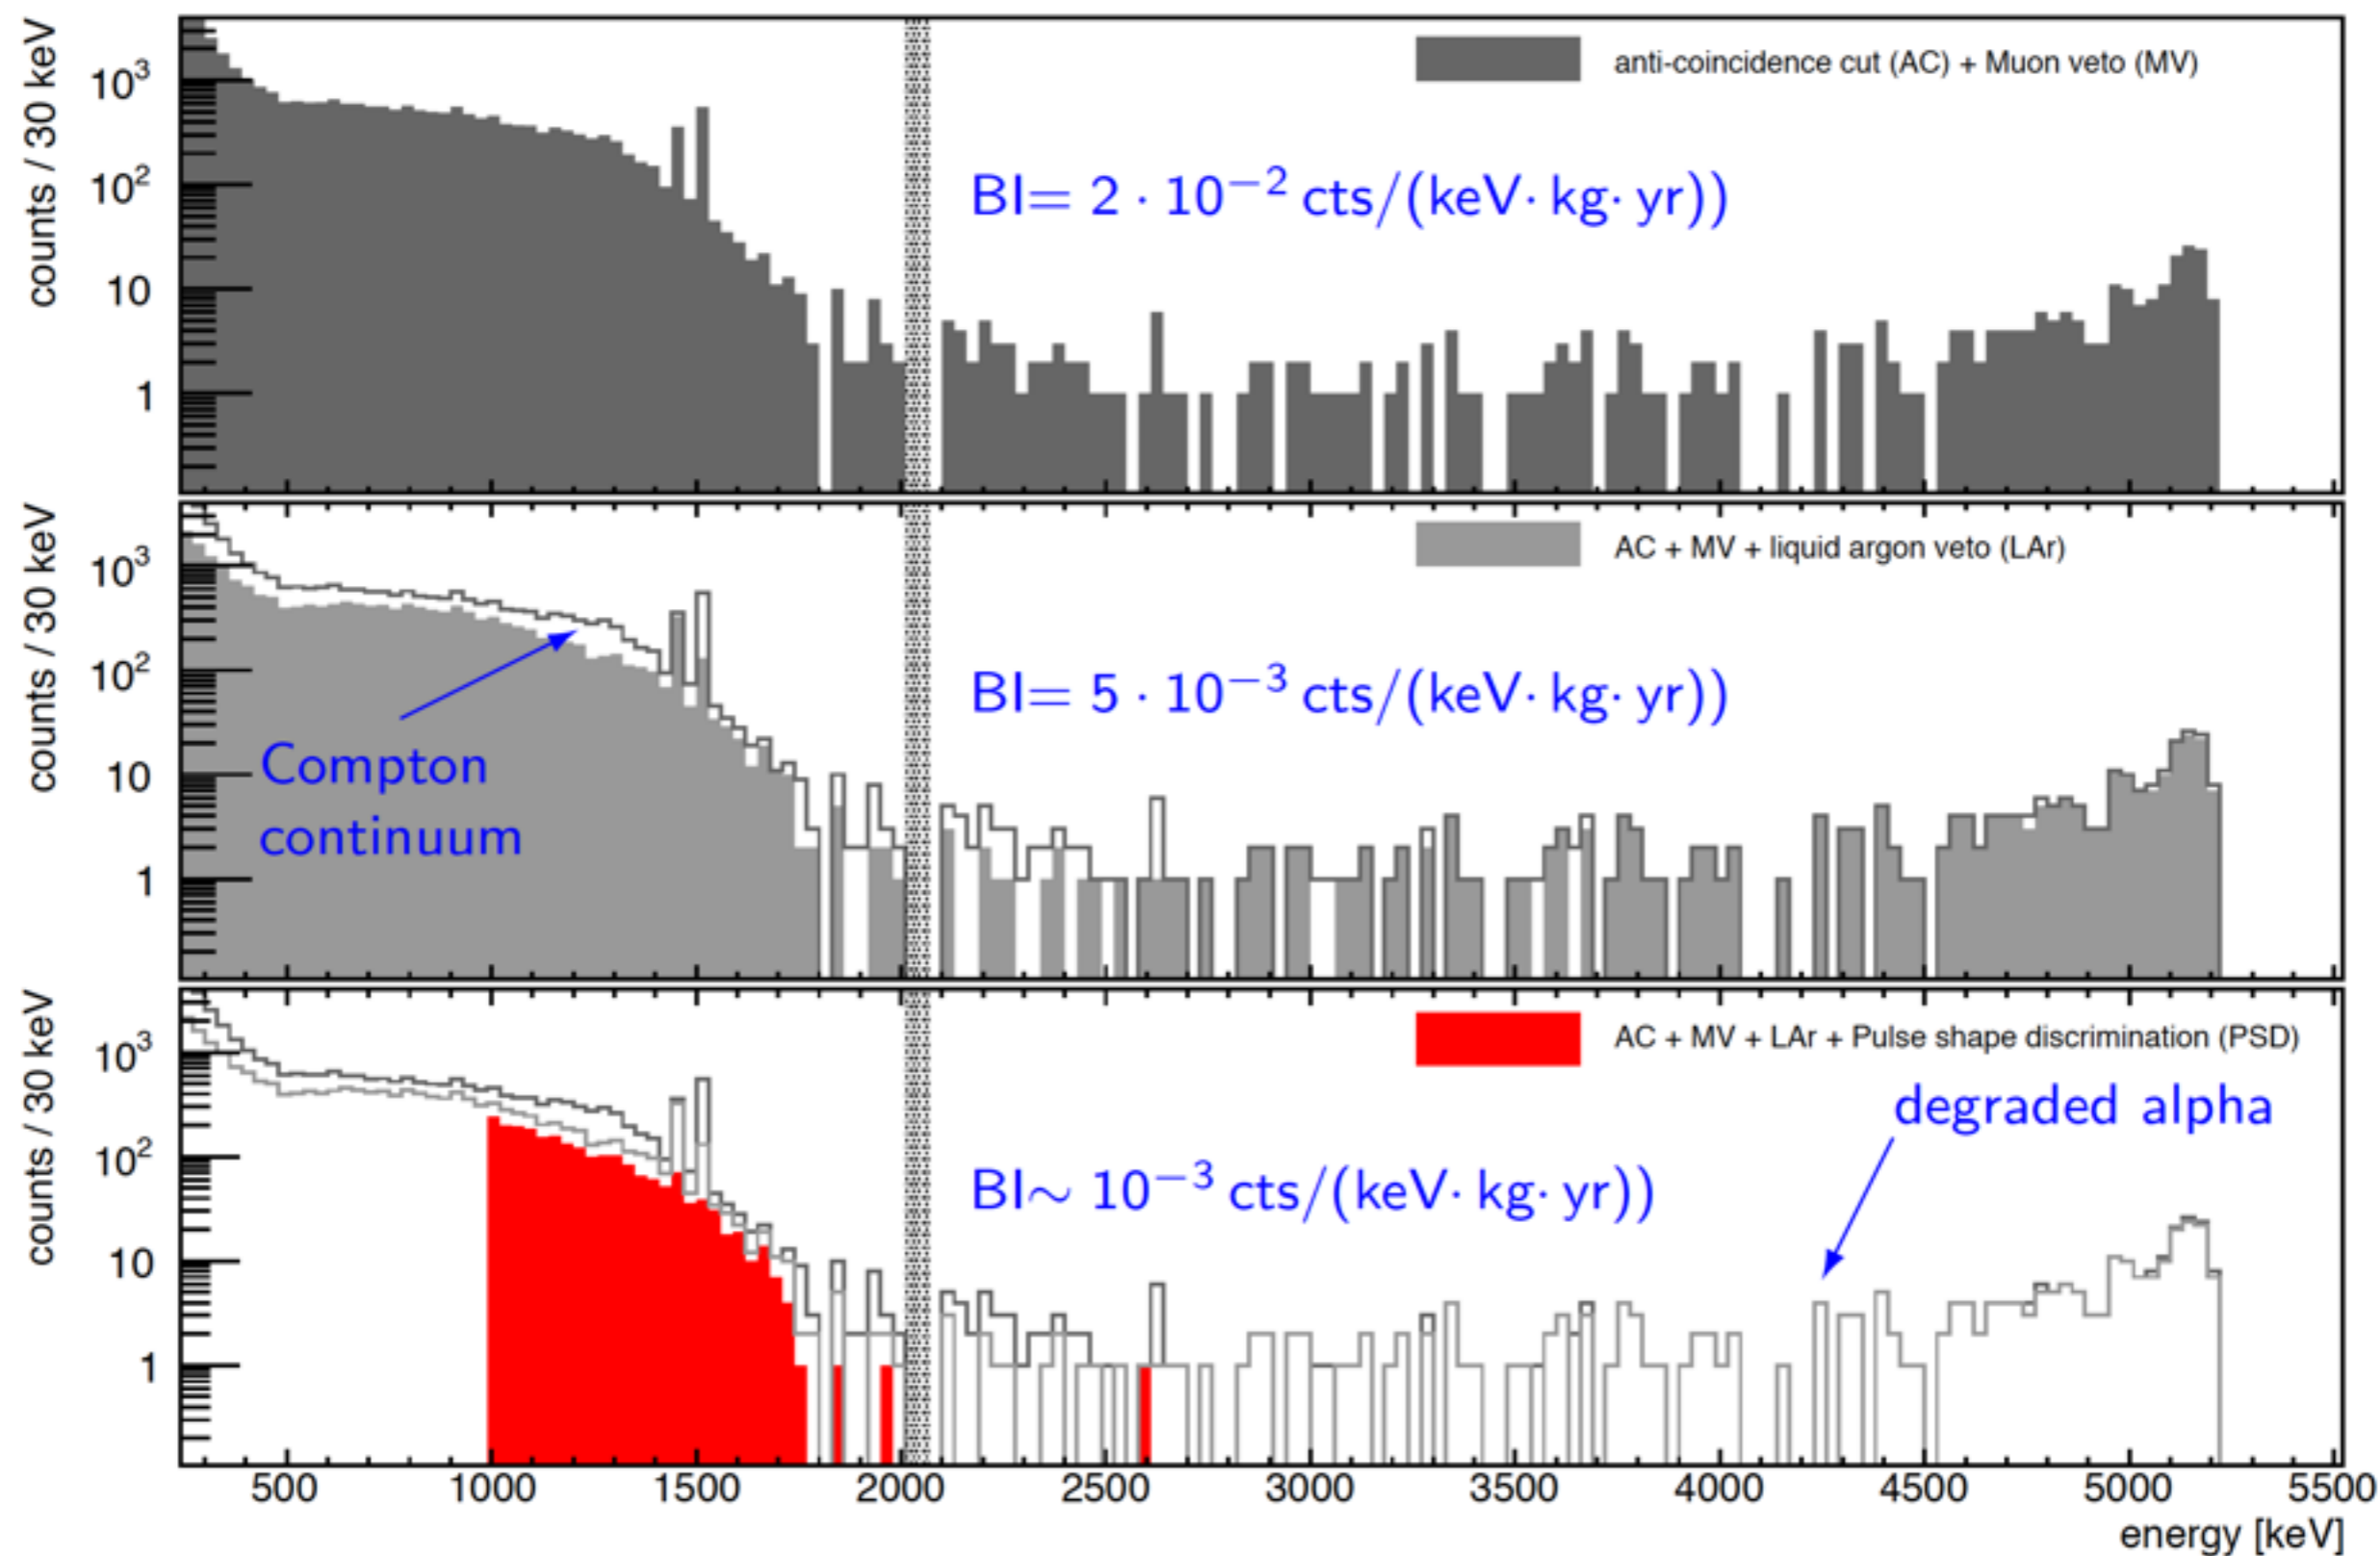 counts / 30 keV
10³
10²
10
1
anti-coincidence cut (AC) + Muon veto (MV)
BI= 2 · 10⁻² cts/(keV· kg· yr))
counts / 30 keV
10³
10²
10
1
AC + MV + liquid argon veto (LAr)
BI= 5 · 10⁻³ cts/(keV· kg· yr))
Compton
continuum
counts / 30 keV
10³
10²
10
1
AC + MV + LAr + Pulse shape discrimination (PSD)
degraded alpha
BI∼ 10⁻³ cts/(keV· kg· yr))
500 1000 1500 2000 2500 3000 3500 4000 4500 5000 5500
energy [keV]